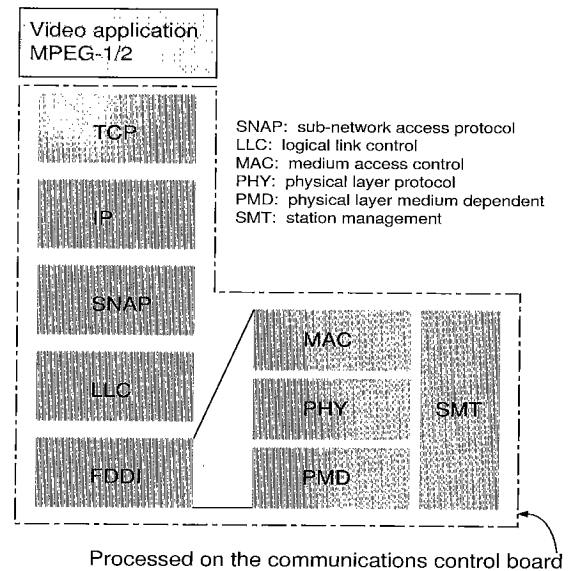 Video application
MPEG-1/2
TCP
IP
SNAP
LLC
FDDI
SNAP: sub-network access protocol
LLC: logical link control
MAC: medium access control
PHY: physical layer protocol
PMD: physical layer medium dependent
SMT: station management
MAC
PHY
PMD
SMT
Processed on the communications control board